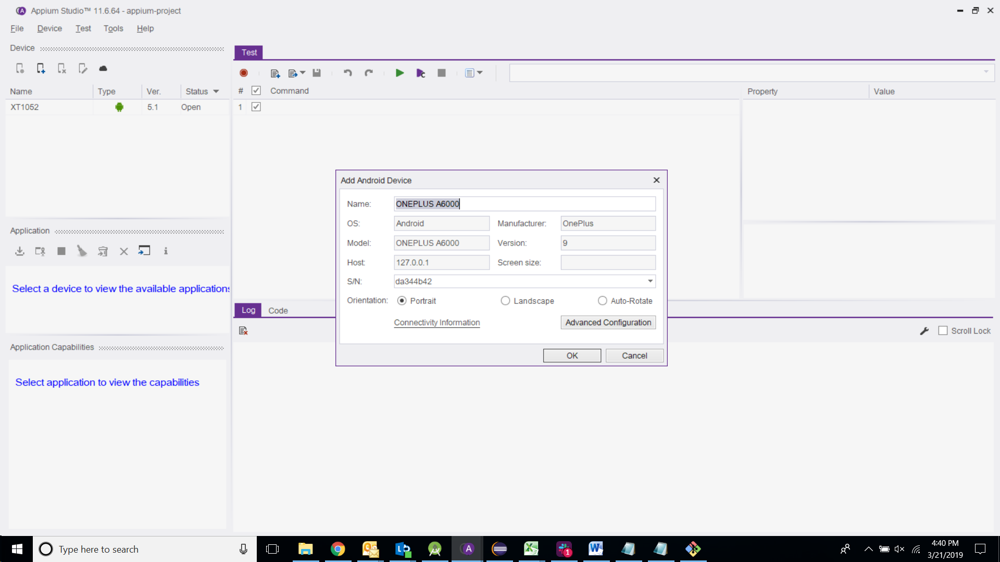 Appium Studio™ 11.6.64 - appium-project
File Device Test Tools Help
Device
Test
Name Type Ver. Status
# Command
Property Value
XT1052 5.1 Open
1
Add Android Device
Name: ONEPLUS A6000
OS: Android Manufacturer: OnePlus
Model: ONEPLUS A6000 Version: 9
Host: 127.0.0.1 Screen size:
S/N: da344b42
Orientation: Portrait Landscape Auto-Rotate
Connectivity Information Advanced Configuration
OK Cancel
Application
Select a device to view the available applications
Log Code
Scroll Lock
Application Capabilities
Select application to view the capabilities
Type here to search
1
4:40 PM
3/21/2019